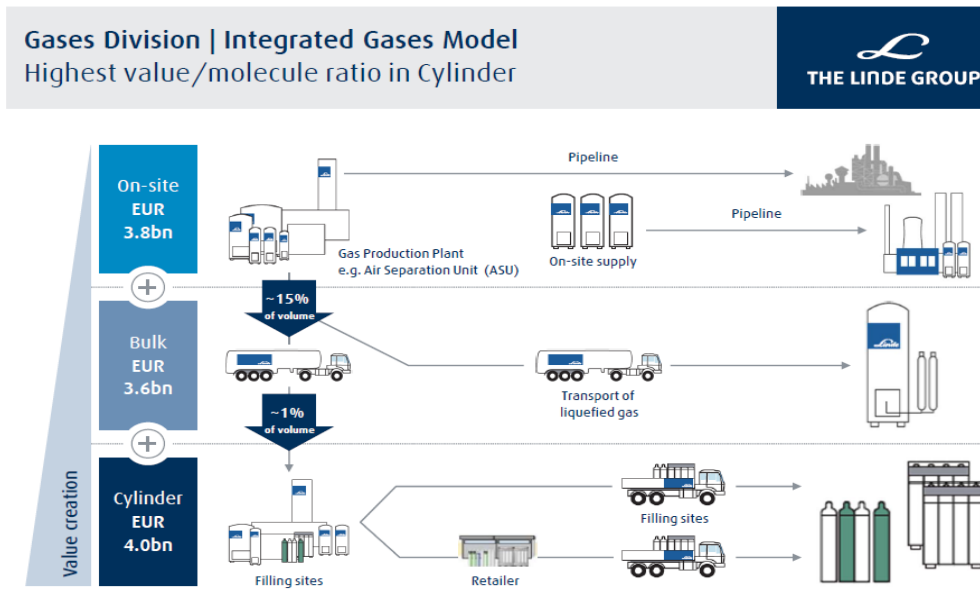 Gases Division | Integrated Gases Model
Highest value/molecule ratio in Cylinder
THE LINDE GROUP
On-site
EUR
3.8bn
Pipeline
Pipeline
Gas Production Plant
e.g. Air Separation Unit (ASU)
On-site supply
~15%
of volume
Bulk
EUR
3.6bn
Linde
Transport of
liquefied gas
~1%
of volume
Value creation
Cylinder
EUR
4.0bn
Filling sites
Filling sites
Retailer